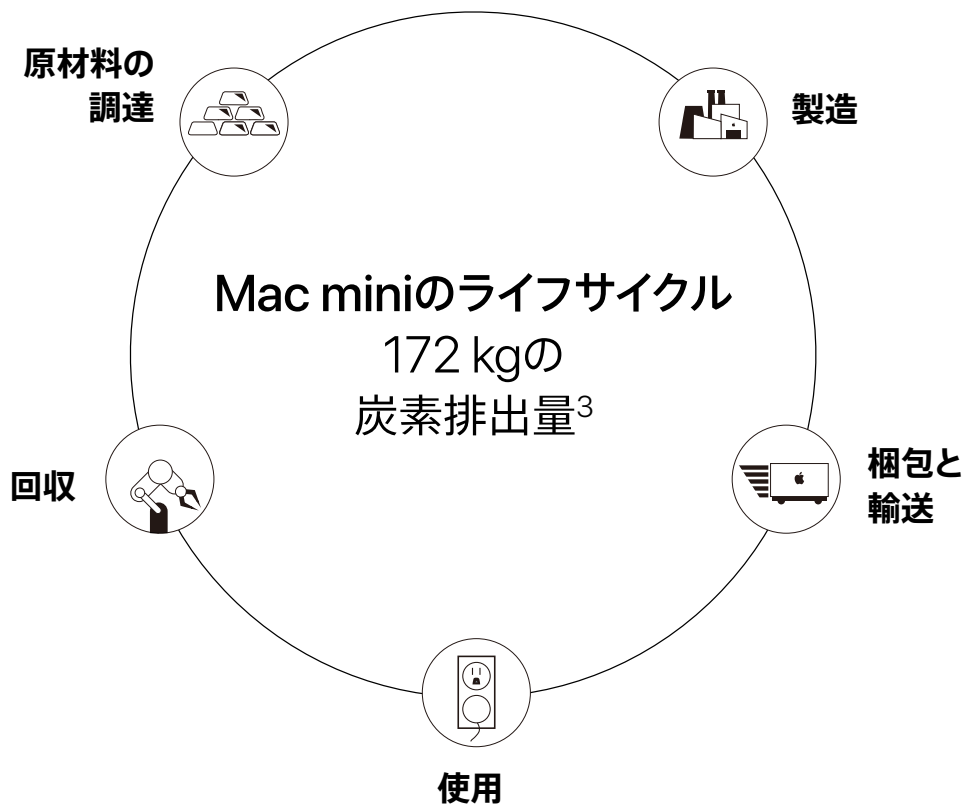 原材料の
調達
製造
Mac miniのライフサイクル
172 kgの
炭素排出量³
回収
梱包と
輸送
使用